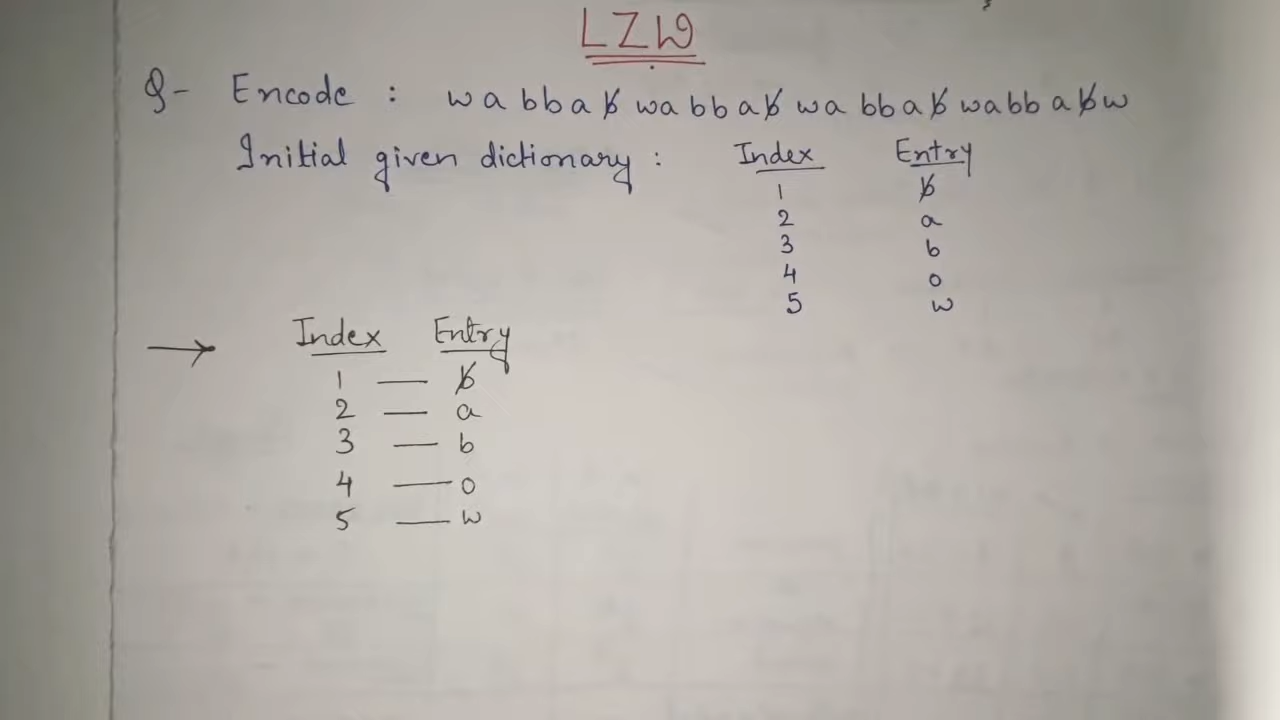 LZW
Q- Encode : w a b b a ƀ w a b b a ƀ w a b b a ƀ w a b b a ƀ w
Initial given dictionary : Index Entry
1 ƀ
2 a
3 b
4 o
5 w
Index Entry
1 — ƀ
2 — a
3 — b
4 — o
5 — w